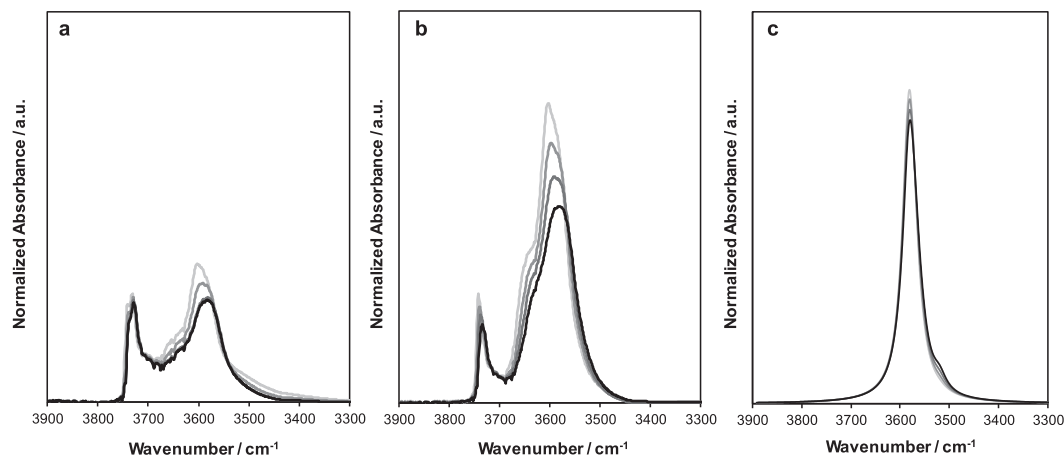 a
Normalized Absorbance / a.u.
3900 3800 3700 3600 3500 3400 3300
Wavenumber / cm-1
b
Normalized Absorbance / a.u.
3900 3800 3700 3600 3500 3400 3300
Wavenumber / cm-1
c
Normalized Absorbance / a.u.
3900 3800 3700 3600 3500 3400 3300
Wavenumber / cm-1